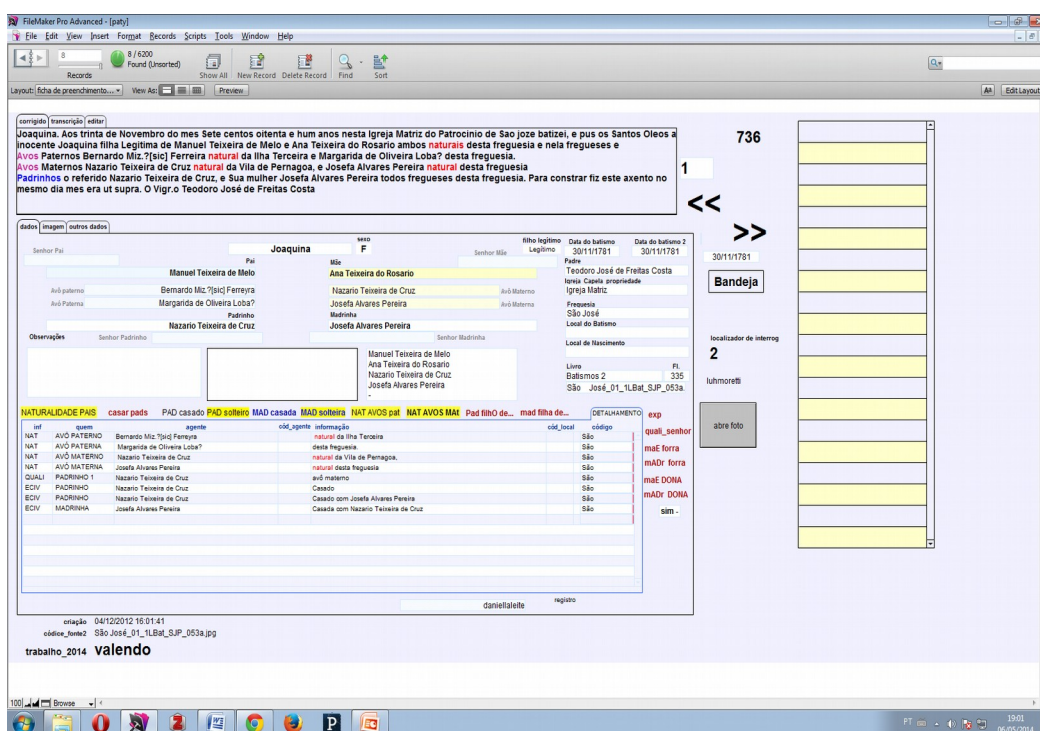 FileMaker Pro Advanced - [paty]
File Edit View Insert Format Records Scripts Tools Window Help
8 8 / 6200 Found (Unsorted) Show All New Record Delete Record Find Sort
Records
Layout: ficha de preenchimento... View As: Preview Aa Edit Layout
corrigido transcrição editar
Joaquina. Aos trinta de Novembro do mes Sete centos oitenta e hum anos nesta Igreja Matriz do Patrocinio de Sao joze batizei, e pus os Santos Oleos a
inocente Joaquina filha Legitima de Manuel Teixeira de Melo e Ana Teixeira do Rosario ambos naturais desta freguesia e nela fregueses e
Avos Paternos Bernardo Miz.?[sic] Ferreira natural da Ilha Terceira e Margarida de Oliveira Loba? desta freguesia.
Avos Maternos Nazario Teixeira de Cruz natural da Vila de Pernagoa, e Josefa Alvares Pereira natural desta freguesia
Padrinhos o referido Nazario Teixeira de Cruz, e Sua mulher Josefa Alvares Pereira todos fregueses desta freguesia. Para constrar fiz este axento no
mesmo dia mes era ut supra. O Vigr.o Teodoro José de Freitas Costa
736
1
<<
>>
30/11/1781
Bandeja
localizador de interrog
2
luhmoretti
abre foto
dados imagem outros dados
Senhor Pai Joaquina sexo F Senhor Mãe filho legítimo Legítimo Data do batismo 30/11/1781 Data do batismo 2 30/11/1781
Pai Mãe Padre
Manuel Teixeira de Melo Ana Teixeira do Rosario Teodoro José de Freitas Costa
Igreja Capela propriedade
Avô paterno Bernardo Miz.?[sic] Ferreyra Nazario Teixeira de Cruz Avô Materno Igreja Matriz
Avó Paterna Margarida de Oliveira Loba? Josefa Alvares Pereira Avó Materna Freguesia
São José
Padrinho Madrinha
Nazario Teixeira de Cruz Josefa Alvares Pereira Local do Batismo
Observações Senhor Padrinho Senhor Madrinha Local de Nascimento
Manuel Teixeira de Melo
Ana Teixeira do Rosario
Nazario Teixeira de Cruz
Josefa Alvares Pereira
-
Livro Fl.
Batismos 2 335
São José_01_1LBat_SJP_053a.
NATURALIDADE PAIS casar pads PAD casado PAD solteiro MAD casada MAD solteira NAT AVOS pat NAT AVOS MAt Pad filhO de... mad filha de... DETALHAMENTO
exp
quali_senhor
maE forra
mADr forra
maE DONA
mADr DONA
sim -
inf quem agente cód_agente informação cód_local código
NAT AVÔ PATERNO Bernardo Miz.?[sic] Ferreyra natural da Ilha Terceira São
NAT AVÓ PATERNA Margarida de Oliveira Loba? desta freguesia. São
NAT AVÔ MATERNO Nazario Teixeira de Cruz natural da Vila de Pernagoa, São
NAT AVÓ MATERNA Josefa Alvares Pereira natural desta freguesia São
QUALI PADRINHO 1 Nazario Teixeira de Cruz avô materno São
ECIV PADRINHO Nazario Teixeira de Cruz Casado São
ECIV PADRINHO Nazario Teixeira de Cruz Casado com Josefa Alvares Pereira São
ECIV MADRINHA Josefa Alvares Pereira Casada com Nazario Teixeira de Cruz São
daniellaleite registro
criação 04/12/2012 16:01:41
códice_fonte2 São José_01_1LBat_SJP_053a.jpg
trabalho_2014 valendo
100 Browse
PT 19:01
06/05/2014